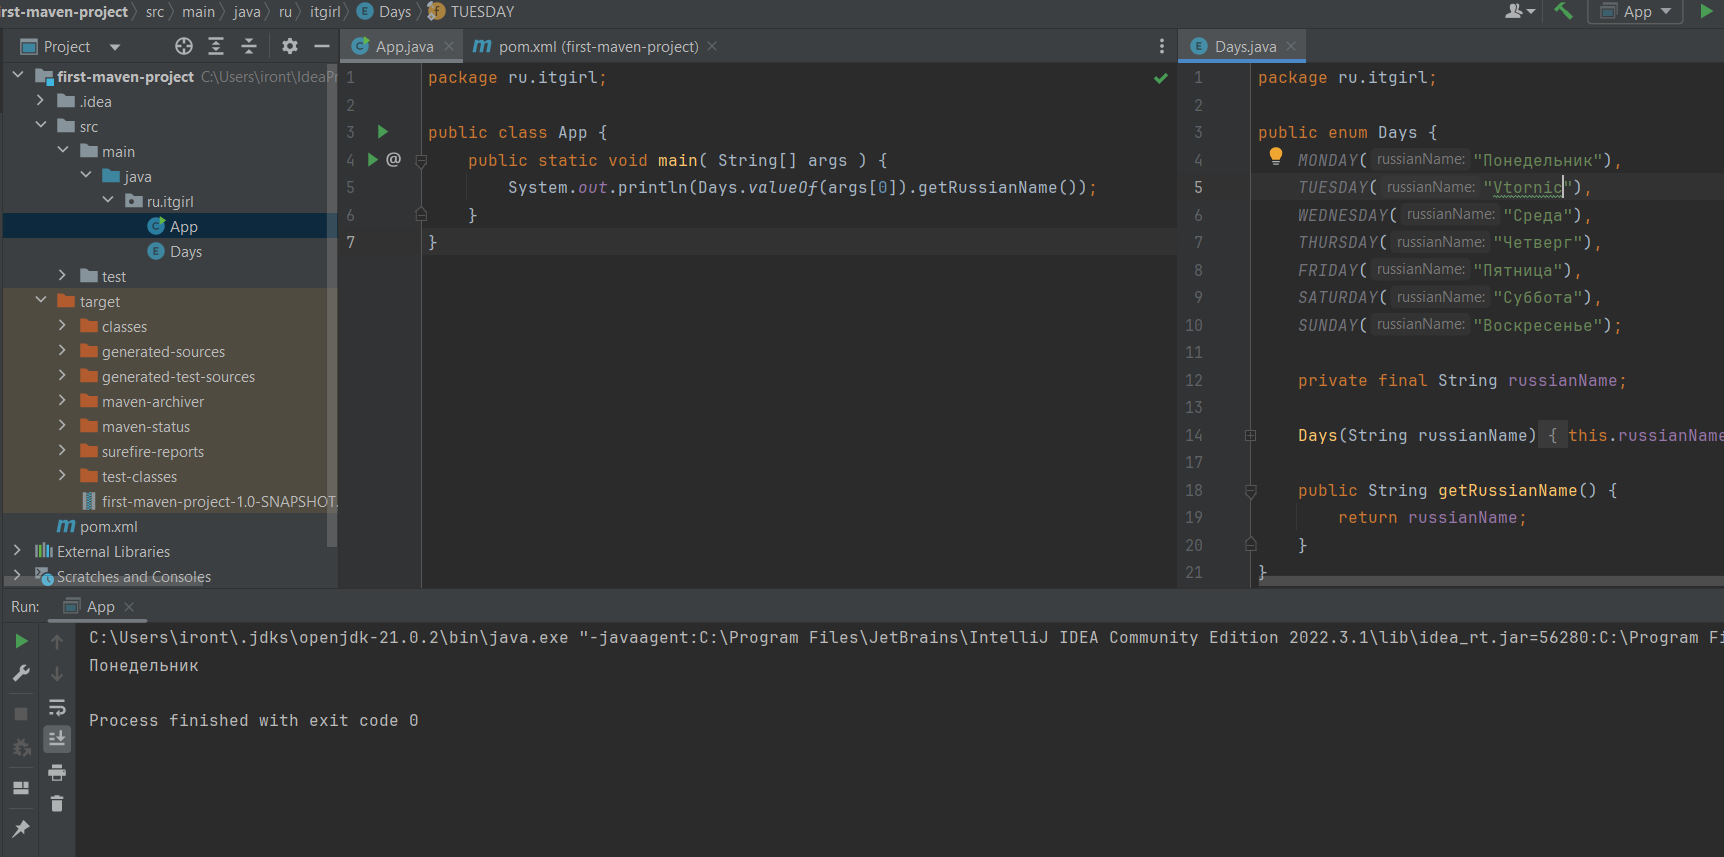 irst-maven-project › src › main › java › ru › itgirl › Days › TUESDAY
App
Project
App.java
pom.xml (first-maven-project)
Days.java
first-maven-project C:\Users\iront\IdeaPr
.idea
src
main
java
ru.itgirl
App
Days
test
target
classes
generated-sources
generated-test-sources
maven-archiver
maven-status
surefire-reports
test-classes
first-maven-project-1.0-SNAPSHOT.
pom.xml
External Libraries
Scratches and Consoles
1 package ru.itgirl;
2
3 public class App {
4 @ public static void main( String[] args ) {
5 System.out.println(Days.valueOf(args[0]).getRussianName());
6 }
7 }
1 package ru.itgirl;
2
3 public enum Days {
4 MONDAY( russianName: "Понедельник"),
5 TUESDAY( russianName: "Vtornic"),
6 WEDNESDAY( russianName: "Среда"),
7 THURSDAY( russianName: "Четверг"),
8 FRIDAY( russianName: "Пятница"),
9 SATURDAY( russianName: "Суббота"),
10 SUNDAY( russianName: "Воскресенье");
11
12 private final String russianName;
13
14 Days(String russianName) { this.russianName
17
18 public String getRussianName() {
19 return russianName;
20 }
21 }
Run: App
C:\Users\iront\.jdks\openjdk-21.0.2\bin\java.exe "-javaagent:C:\Program Files\JetBrains\IntelliJ IDEA Community Edition 2022.3.1\lib\idea_rt.jar=56280:C:\Program Fi
Понедельник
Process finished with exit code 0